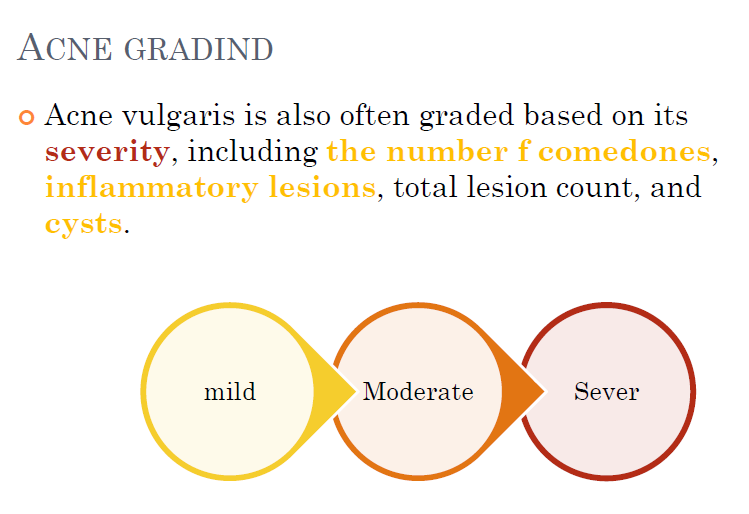 ACNE GRADIND
Acne vulgaris is also often graded based on its
severity, including the number f comedones,
inflammatory lesions, total lesion count, and
cysts.
mild
Moderate
Sever